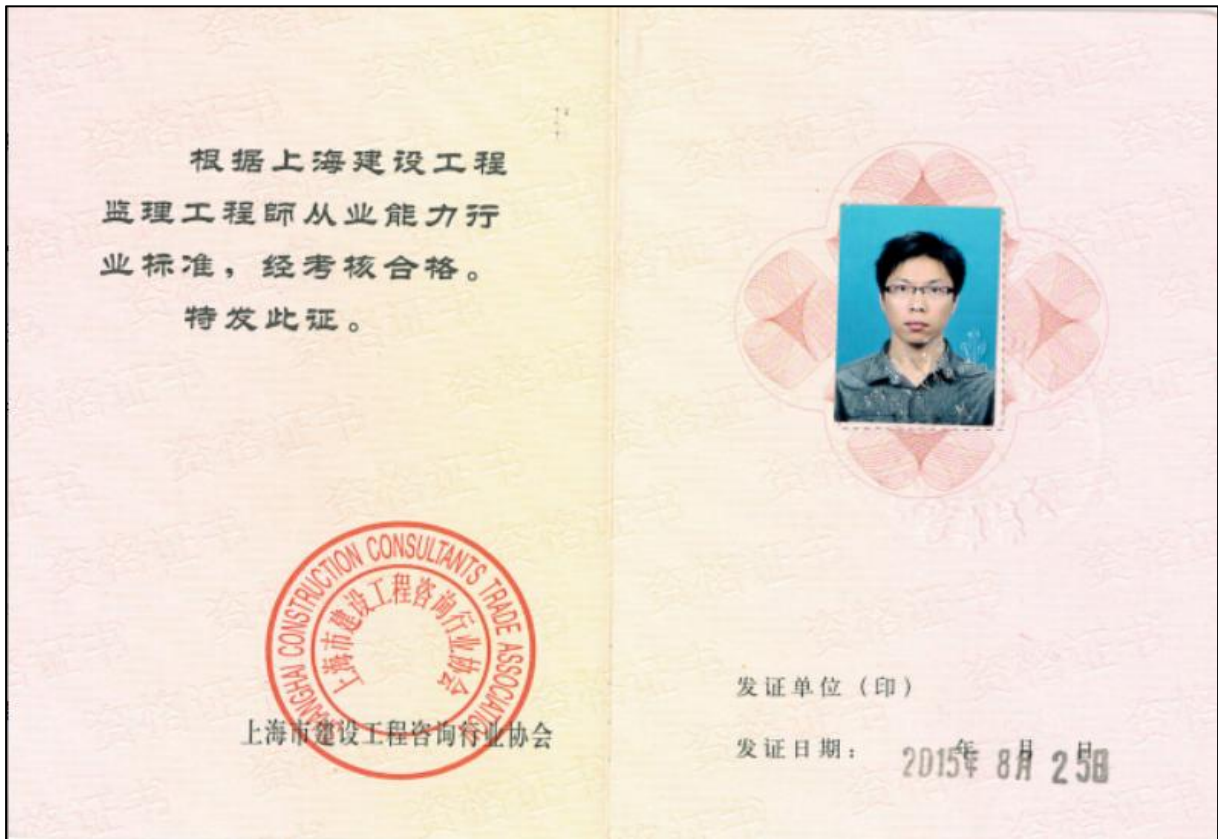 根据上海建设工程
监理工程師从业能力行
业标准，经考核合格。
特发此证。
SHANGHAI CONSTRUCTION CONSULTANTS TRADE ASSOCIATION
上海市建设工程咨询行业协会
上海市建设工程咨询行业协会
发证单位（印）
发证日期： 2015年 8月 25日
资格证书